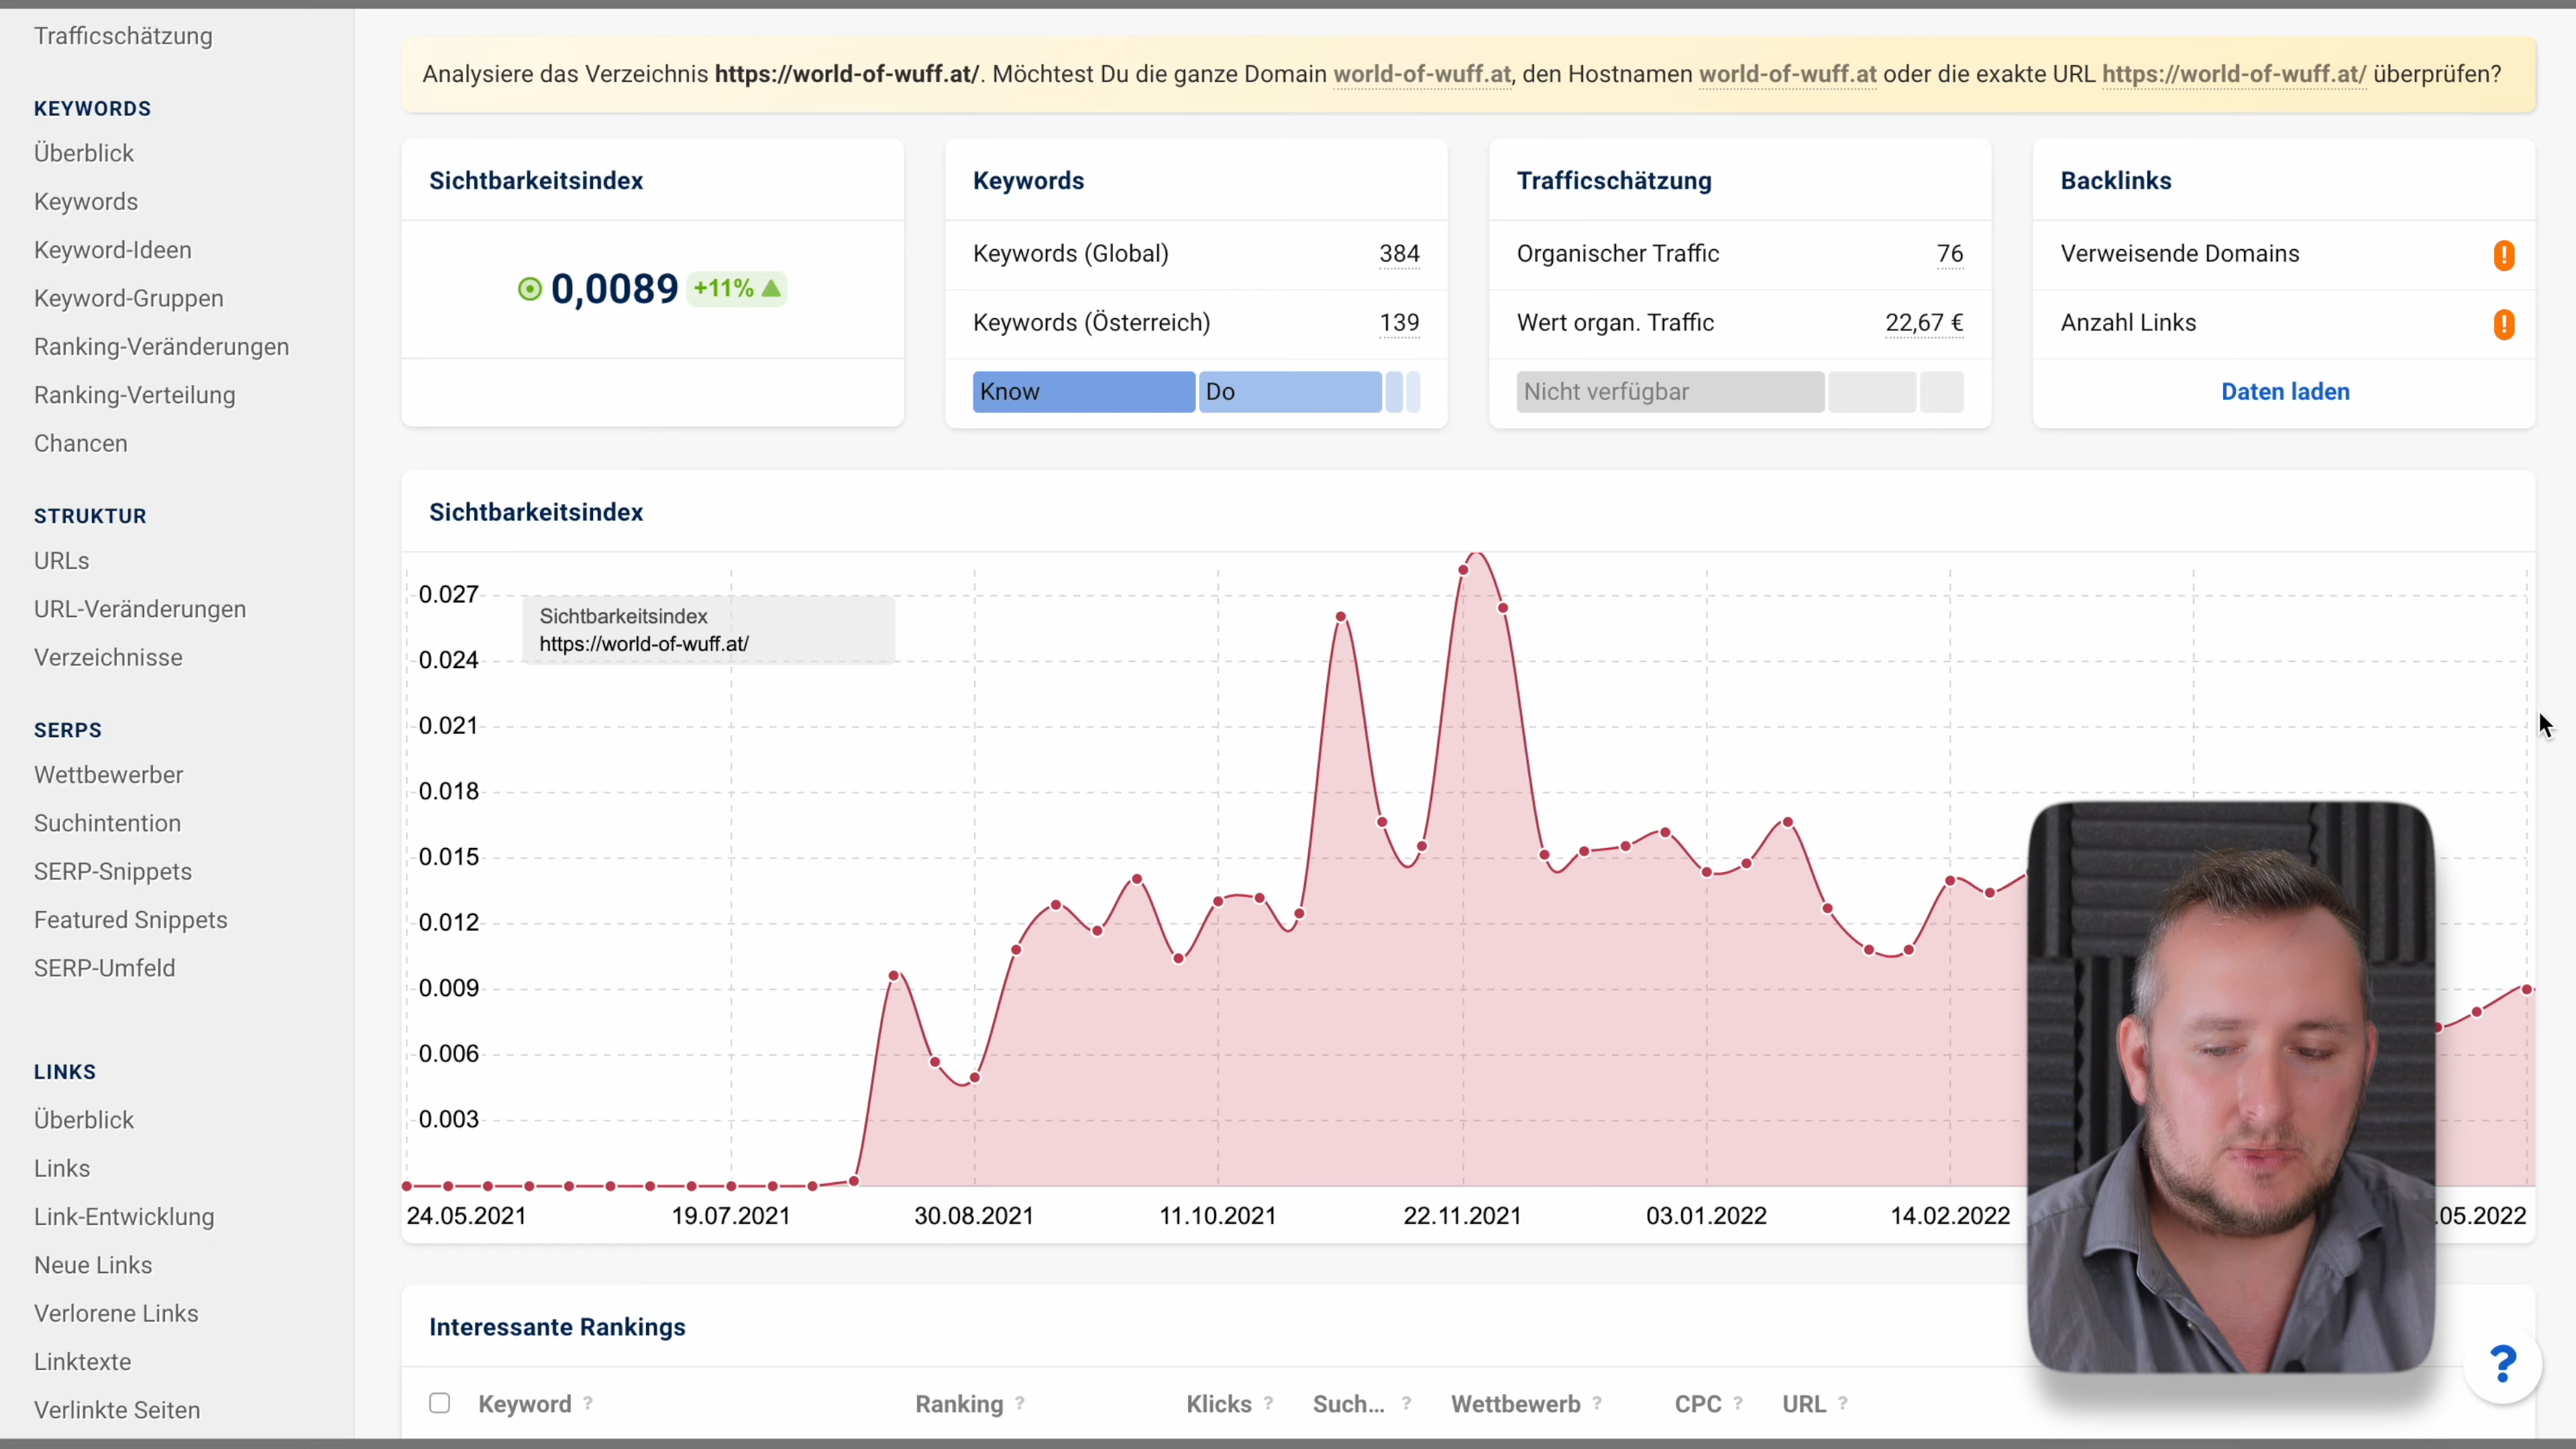 Trafficschätzung
KEYWORDS
Überblick
Keywords
Keyword-Ideen
Keyword-Gruppen
Ranking-Veränderungen
Ranking-Verteilung
Chancen
STRUKTUR
URLs
URL-Veränderungen
Verzeichnisse
SERPS
Wettbewerber
Suchintention
SERP-Snippets
Featured Snippets
SERP-Umfeld
LINKS
Überblick
Links
Link-Entwicklung
Neue Links
Verlorene Links
Linktexte
Verlinkte Seiten
Analysiere das Verzeichnis https://world-of-wuff.at/. Möchtest Du die ganze Domain world-of-wuff.at, den Hostnamen world-of-wuff.at oder die exakte URL https://world-of-wuff.at/ überprüfen?
Sichtbarkeitsindex
0,0089 +11% ▲
Keywords
Keywords (Global) 384
Keywords (Österreich) 139
Know Do
Trafficschätzung
Organischer Traffic 76
Wert organ. Traffic 22,67 €
Nicht verfügbar
Backlinks
Verweisende Domains !
Anzahl Links !
Daten laden
Sichtbarkeitsindex
0.027
0.024
0.021
0.018
0.015
0.012
0.009
0.006
0.003
Sichtbarkeitsindex
https://world-of-wuff.at/
24.05.2021 19.07.2021 30.08.2021 11.10.2021 22.11.2021 03.01.2022 14.02.2022 .05.2022
Interessante Rankings
Keyword ? Ranking ? Klicks ? Such... ? Wettbewerb ? CPC ? URL ?
?